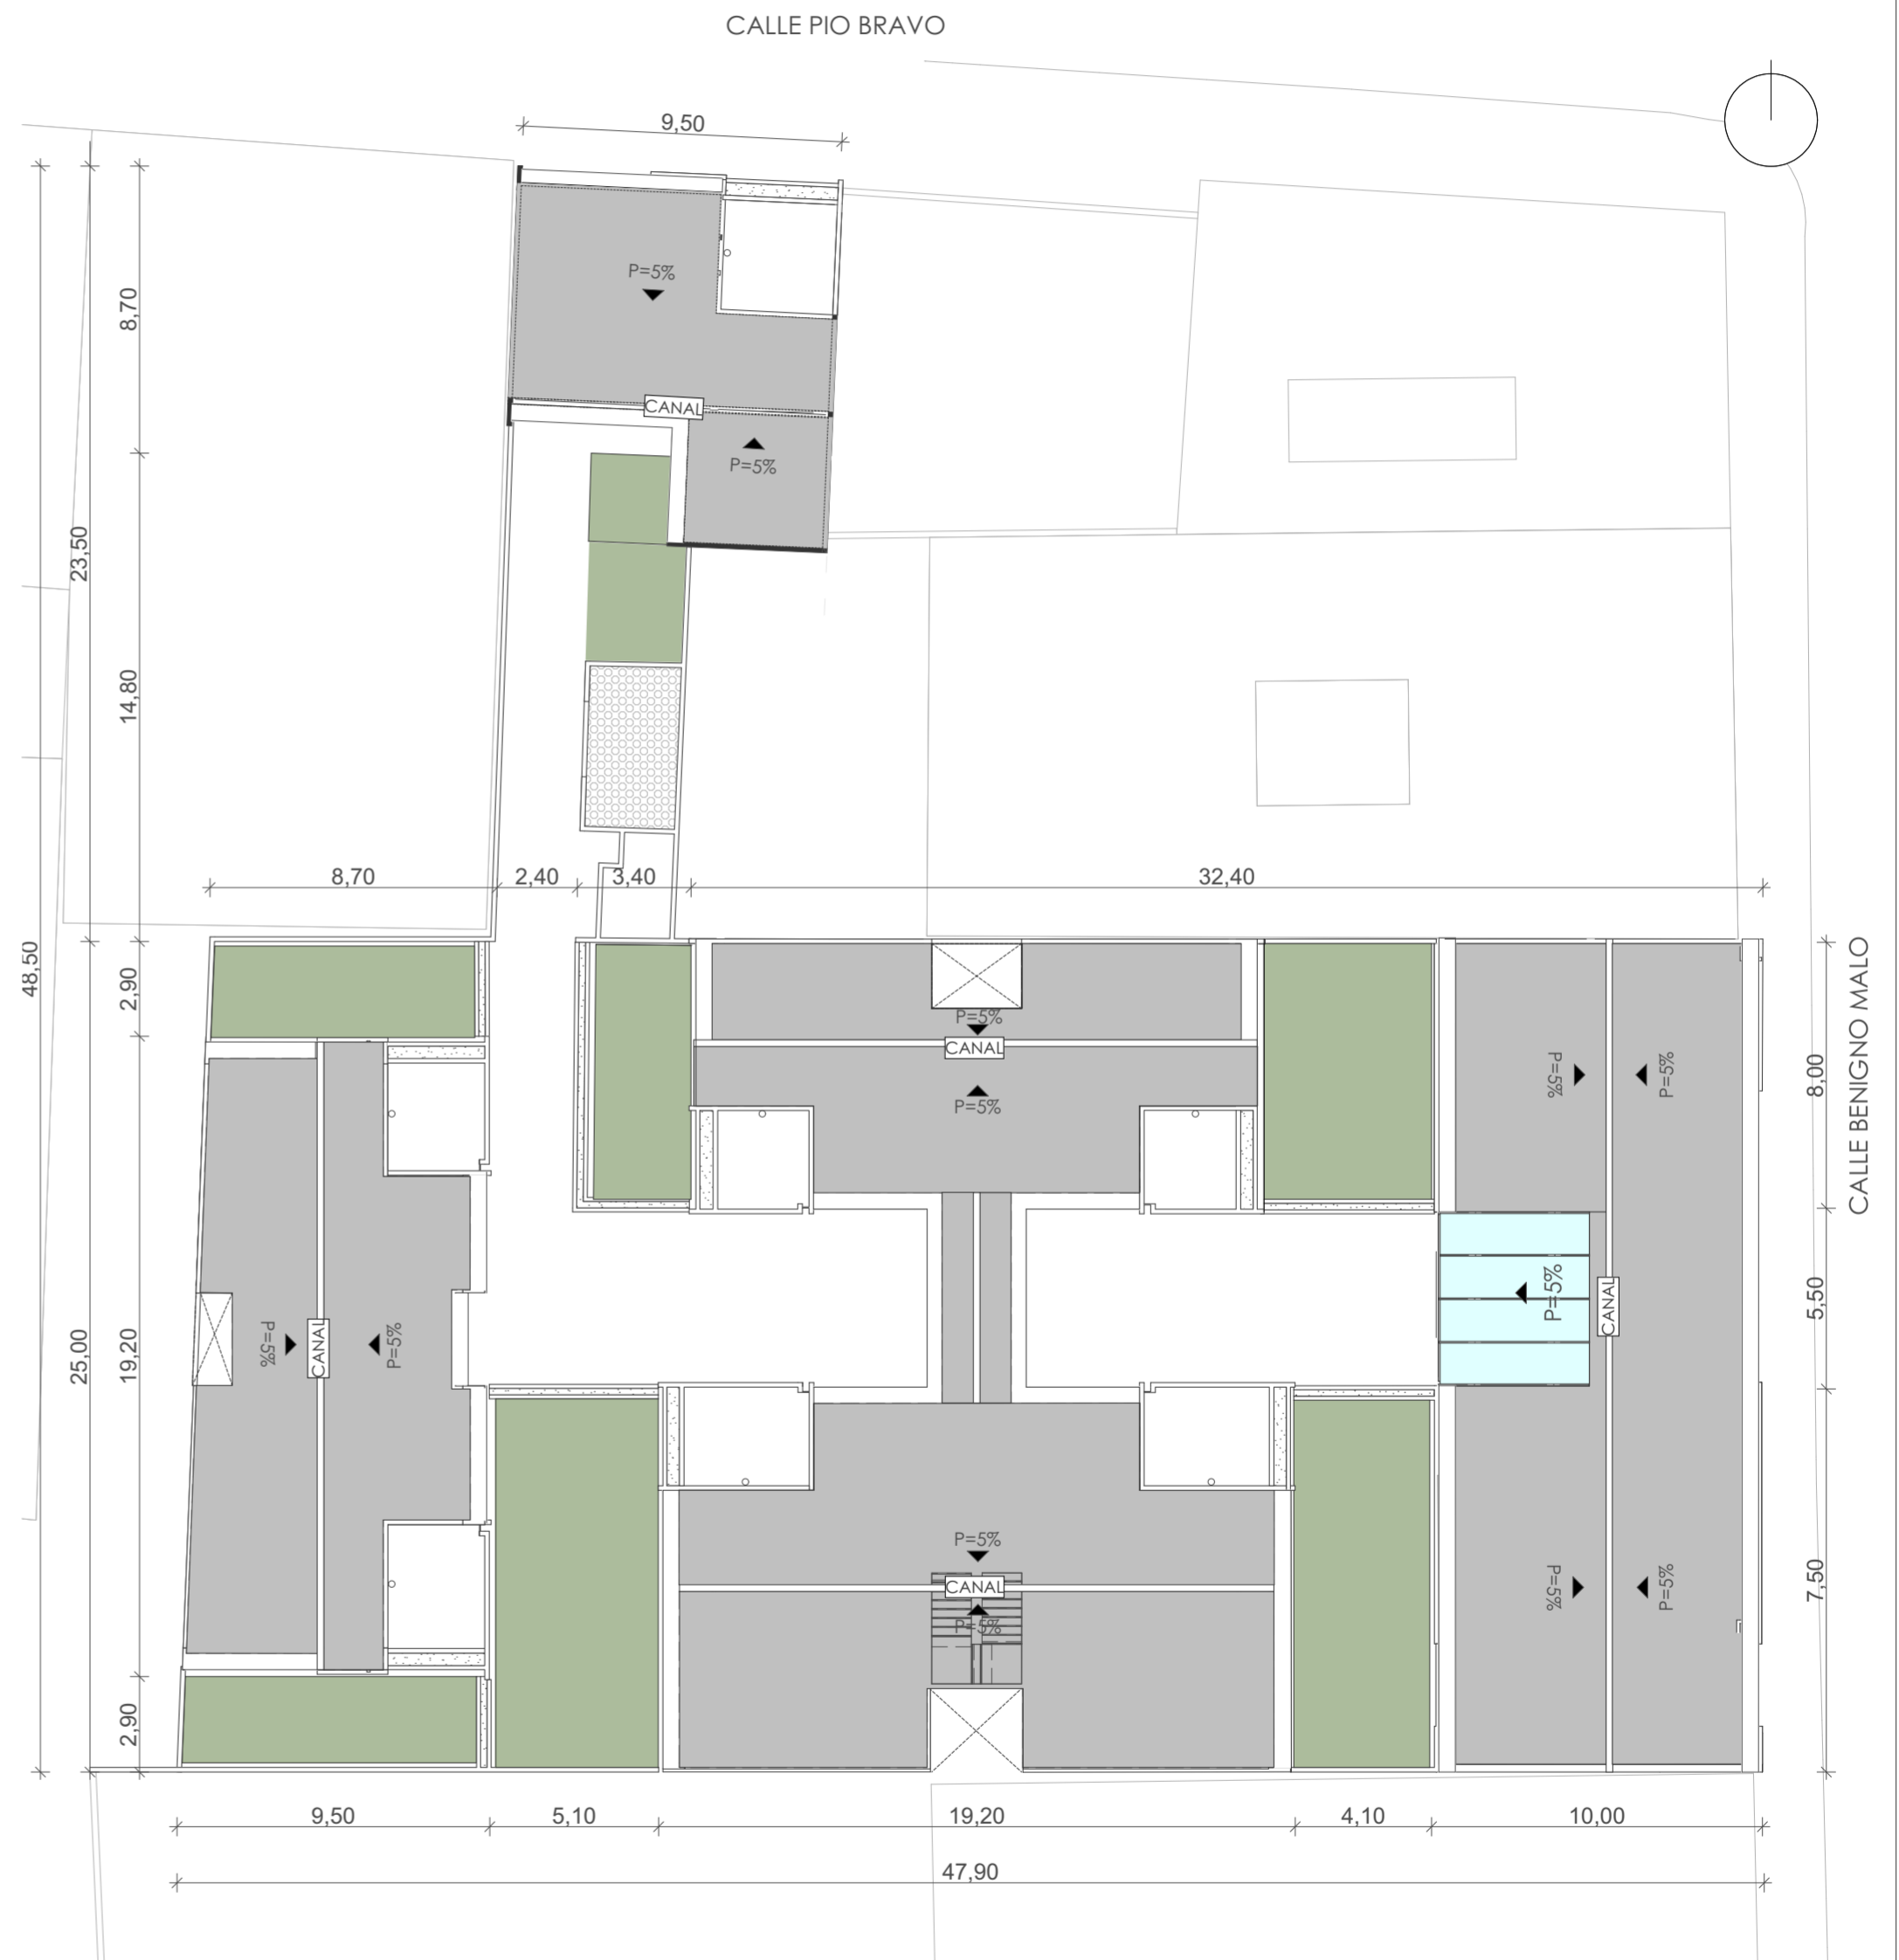 CALLE PIO BRAVO
9,50
8,70
P=5%
CANAL
P=5%
23,50
14,80
8,70
2,40
3,40
32,40
48,50
2,90
P=5%
CANAL
P=5%
P=5%
P=5%
8,00
CALLE BENIGNO MALO
25,00
19,20
P=5%
CANAL
P=5%
P=5%
CANAL
5,50
P=5%
CANAL
P=5%
P=5%
P=5%
7,50
2,90
9,50
5,10
19,20
4,10
10,00
47,90